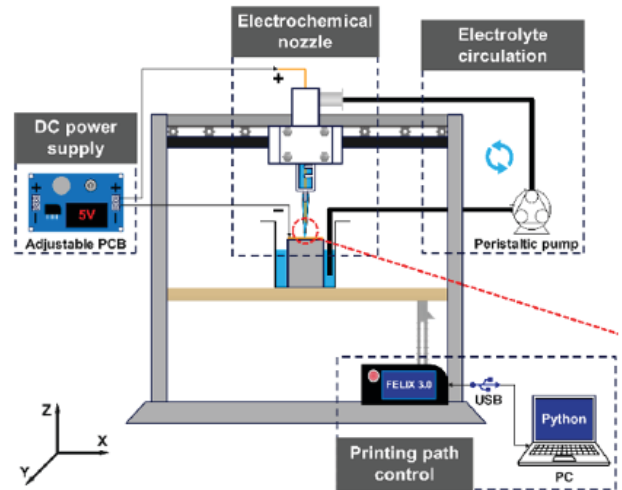 Electrochemical
nozzle
Electrolyte
circulation
+
DC power
supply
+ +
5V
- -
Adjustable PCB
-
Peristaltic pump
FELIX 3.0
USB
Python
PC
Printing path
control
Z
X
Y